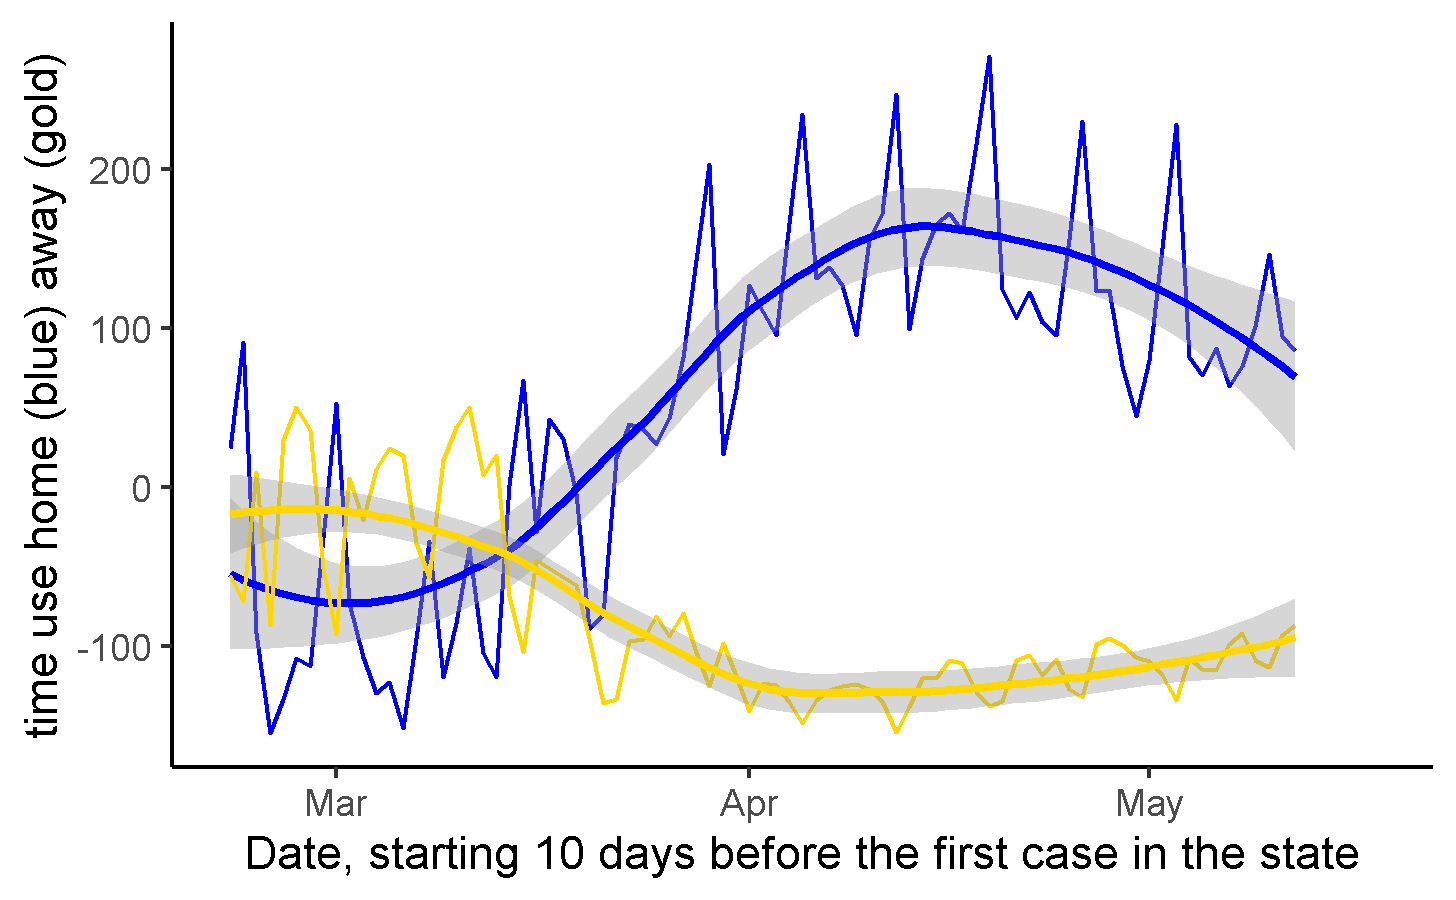 time use home (blue) away (gold)
200
100
0
-100
Mar Apr May
Date, starting 10 days before the first case in the state